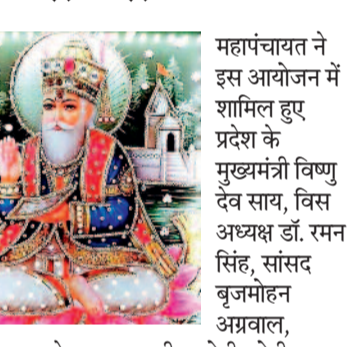 महापंचायत ने
इस आयोजन में
शामिल हुए
प्रदेश के
मुख्यमंत्री विष्णु
देव साय, विस
अध्यक्ष डॉ. रमन
सिंह, सांसद
बृजमोहन
अग्रवाल,